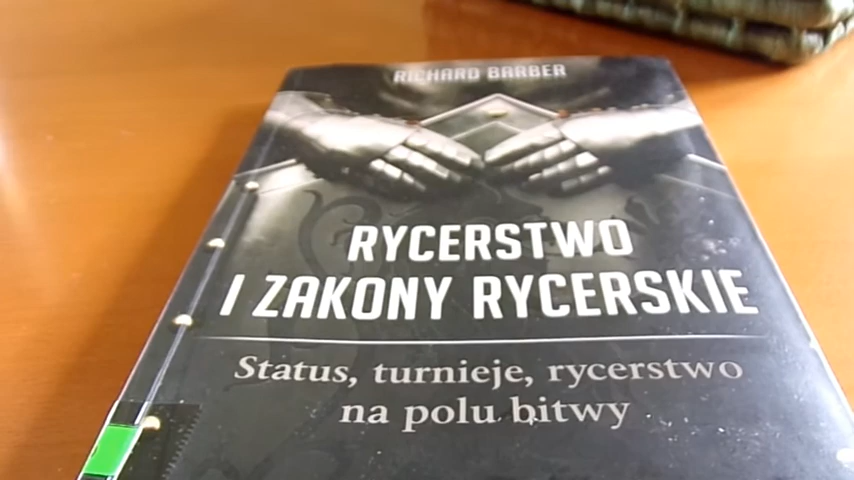 RICHARD BARBER
RYCERSTWO
I ZAKONY RYCERSKIE
Status, turnieje, rycerstwo
na polu bitwy